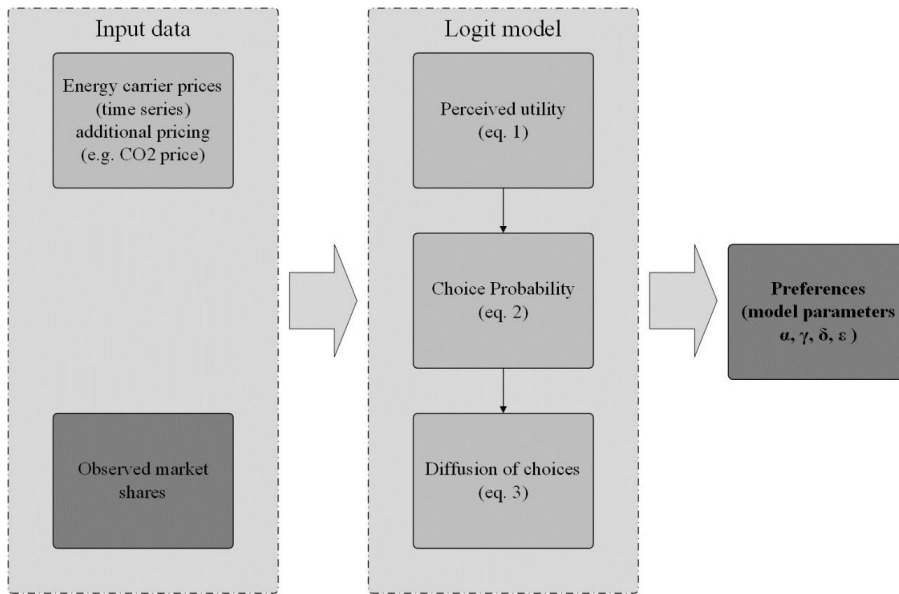 Input data
Energy carrier prices
(time series)
additional pricing
(e.g. CO2 price)
Observed market
shares
Logit model
Perceived utility
(eq. 1)
Choice Probability
(eq. 2)
Diffusion of choices
(eq. 3)
Preferences
(model parameters
α, γ, δ, ε )